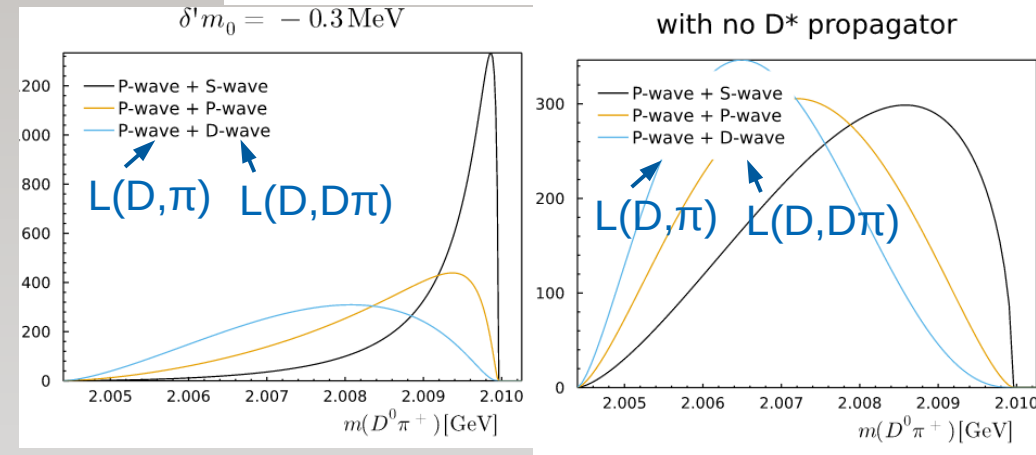 δ'm₀ = − 0.3 MeV
200
000
800
600
400
200
0
P-wave + S-wave
P-wave + P-wave
P-wave + D-wave
L(D,π) L(D,Dπ)
2.005 2.006 2.007 2.008 2.009 2.010
m(D⁰π⁺) [GeV]
with no D* propagator
300
200
100
0
P-wave + S-wave
P-wave + P-wave
P-wave + D-wave
L(D,π) L(D,Dπ)
2.005 2.006 2.007 2.008 2.009 2.010
m(D⁰π⁺) [GeV]